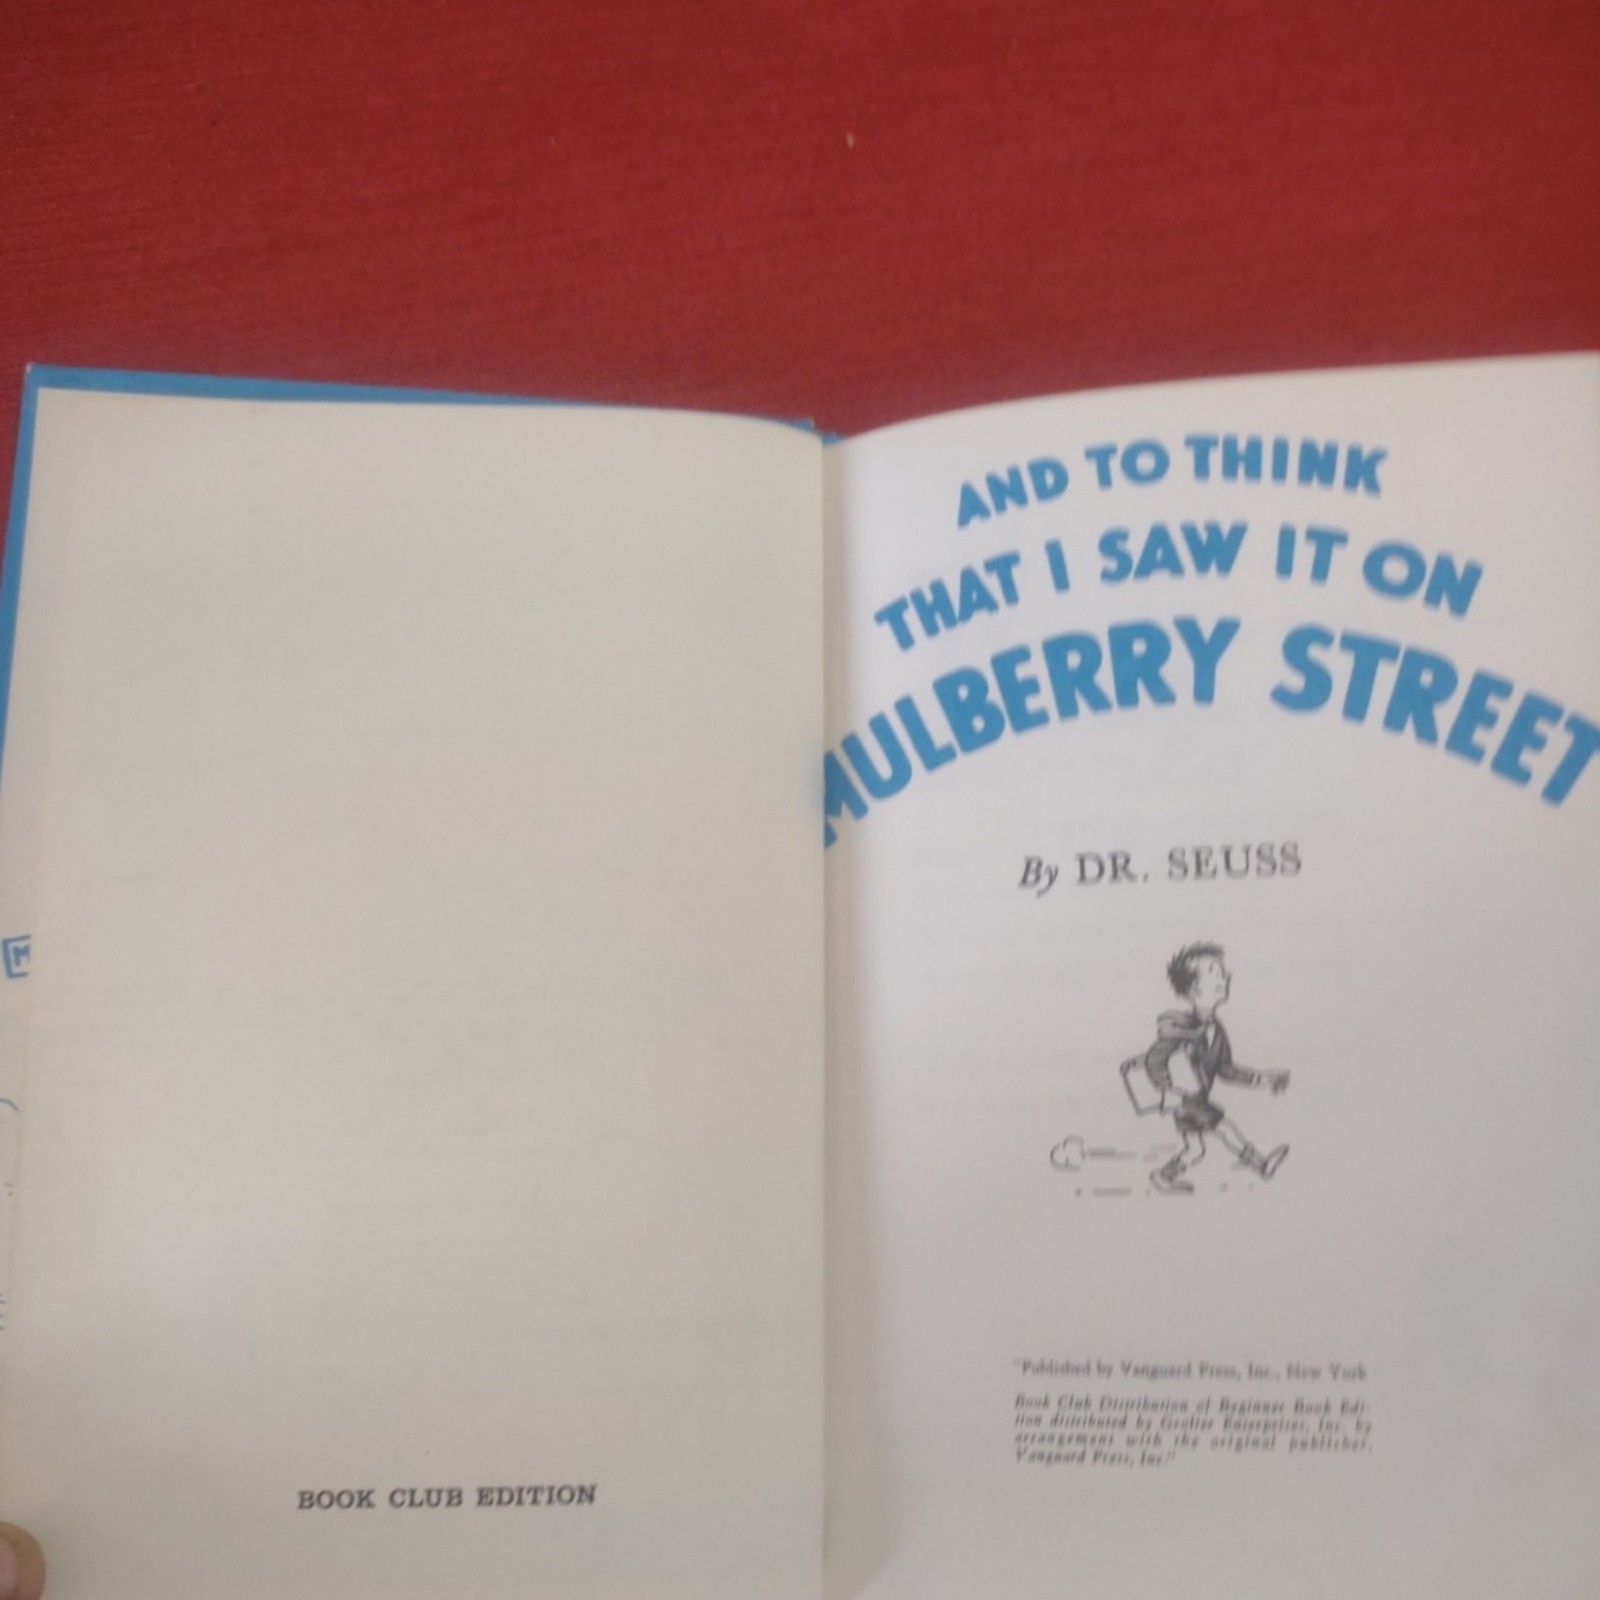 BOOK CLUB EDITION
AND TO THINK
THAT I SAW IT ON
MULBERRY STREET
By DR. SEUSS
"Published by Vanguard Press, Inc., New York
Book Club Distribution of Beginner Book Edi-
tion distributed by Grolier Enterprises, Inc. by
arrangement with the original publisher,
Vanguard Press, Inc."